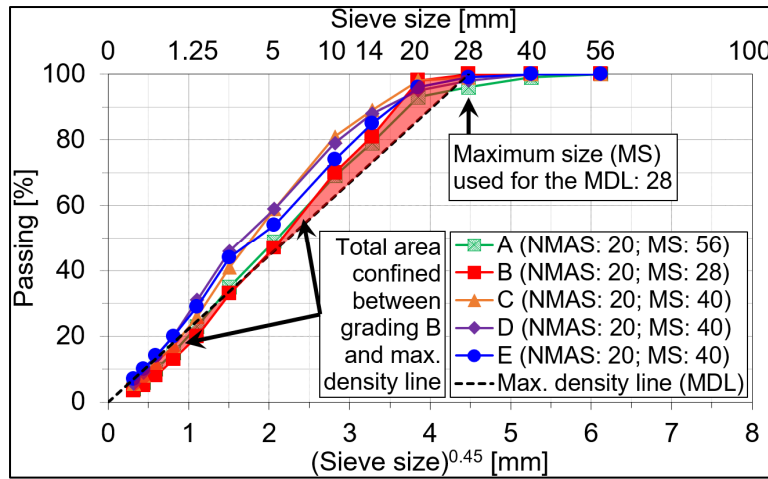 Sieve size [mm]
0 1.25 5 10 14 20 28 40 56 100
100
80
60
40
20
0
Passing [%]
Maximum size (MS)
used for the MDL: 28
Total area
confined
between
grading B
and max.
density line
A (NMAS: 20; MS: 56)
B (NMAS: 20; MS: 28)
C (NMAS: 20; MS: 40)
D (NMAS: 20; MS: 40)
E (NMAS: 20; MS: 40)
Max. density line (MDL)
0 1 2 3 4 5 6 7 8
(Sieve size)^0.45 [mm]